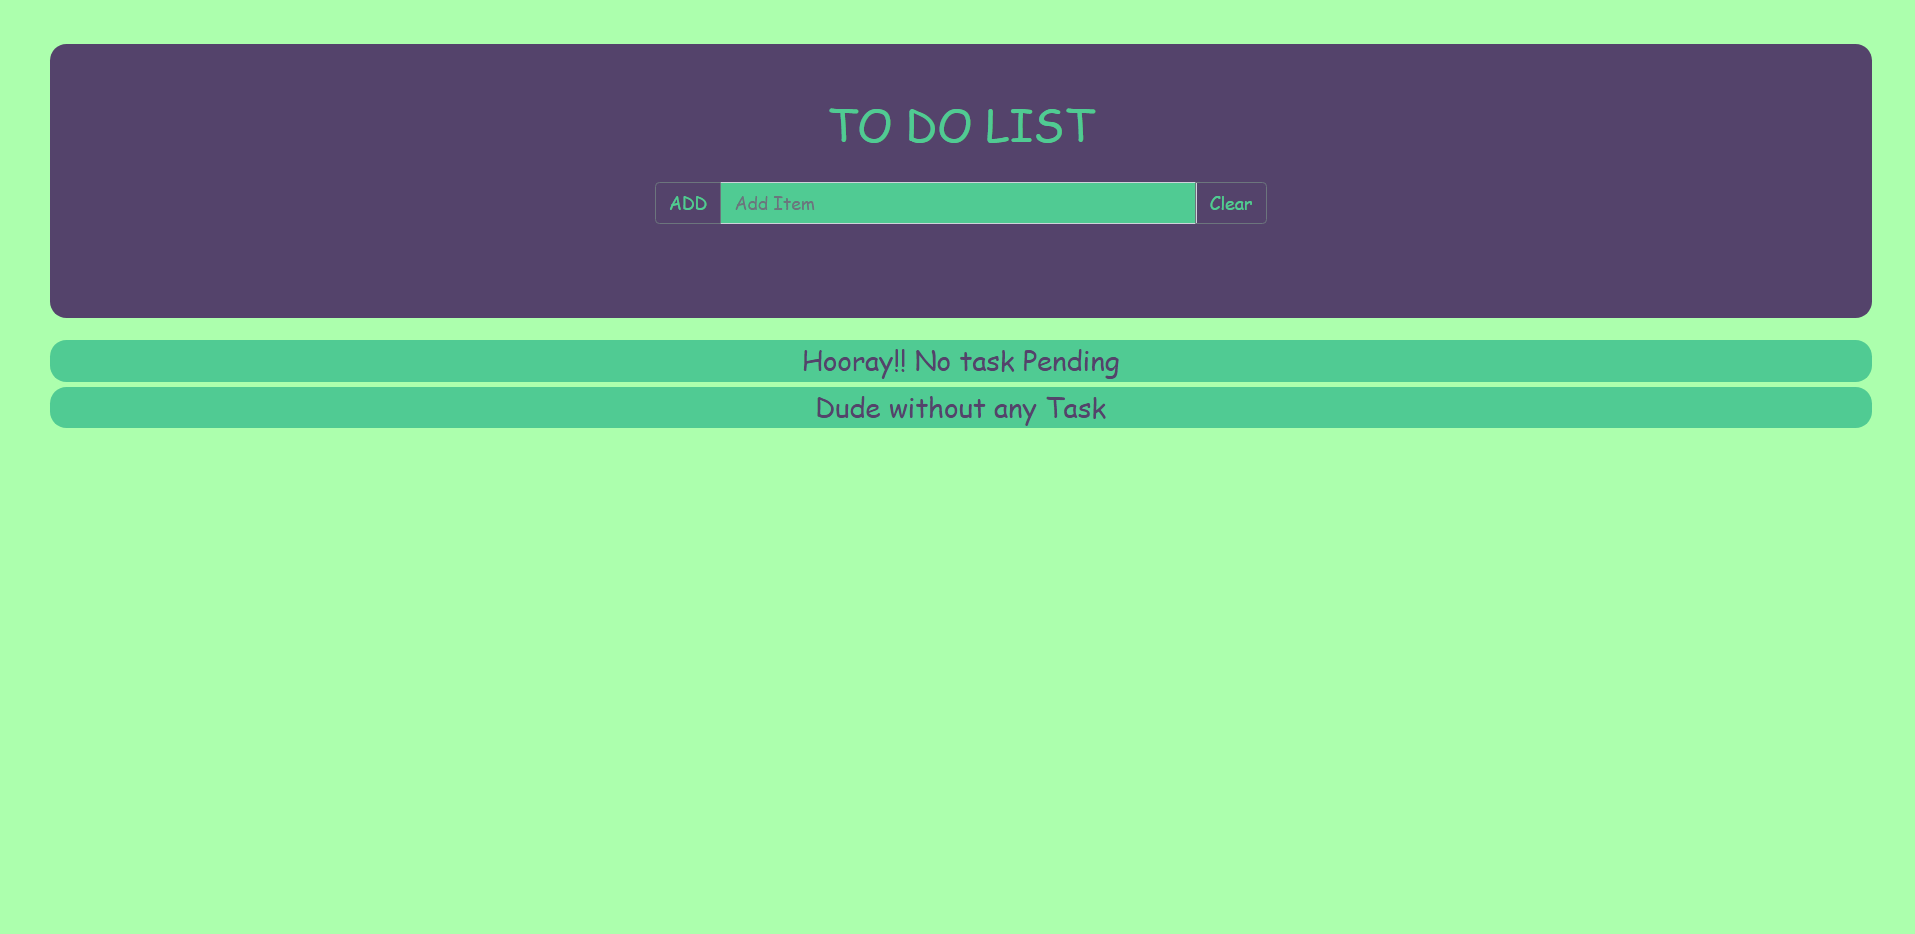 TO DO LIST
ADD Add Item Clear
Hooray!! No task Pending
Dude without any Task